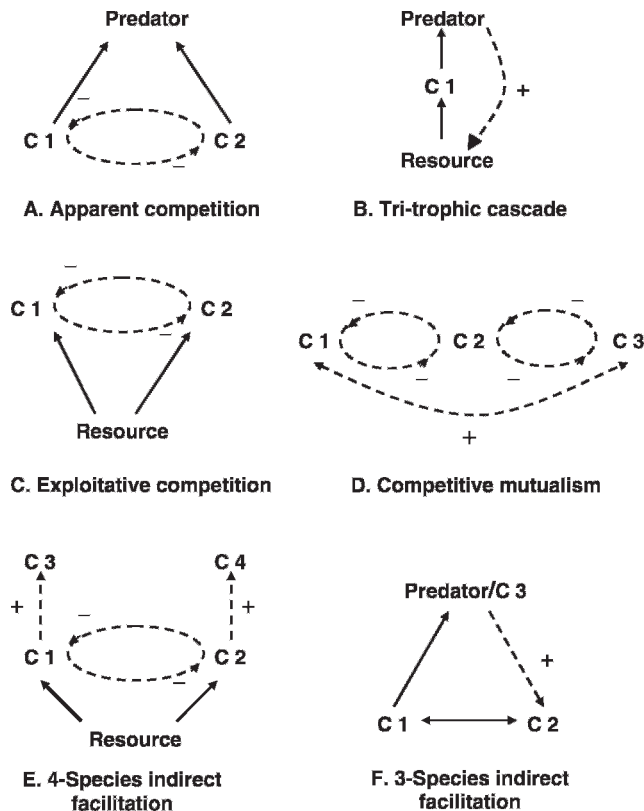 Predator
−
C 1
C 2
−
A. Apparent competition
Predator
C 1
+
Resource
B. Tri-trophic cascade
−
C 1
C 2
−
Resource
C. Exploitative competition
−
−
C 1
C 2
C 3
−
−
+
D. Competitive mutualism
C 3
C 4
+
−
+
C 1
C 2
−
Resource
E. 4-Species indirect
facilitation
Predator/C 3
+
C 1
C 2
F. 3-Species indirect
facilitation